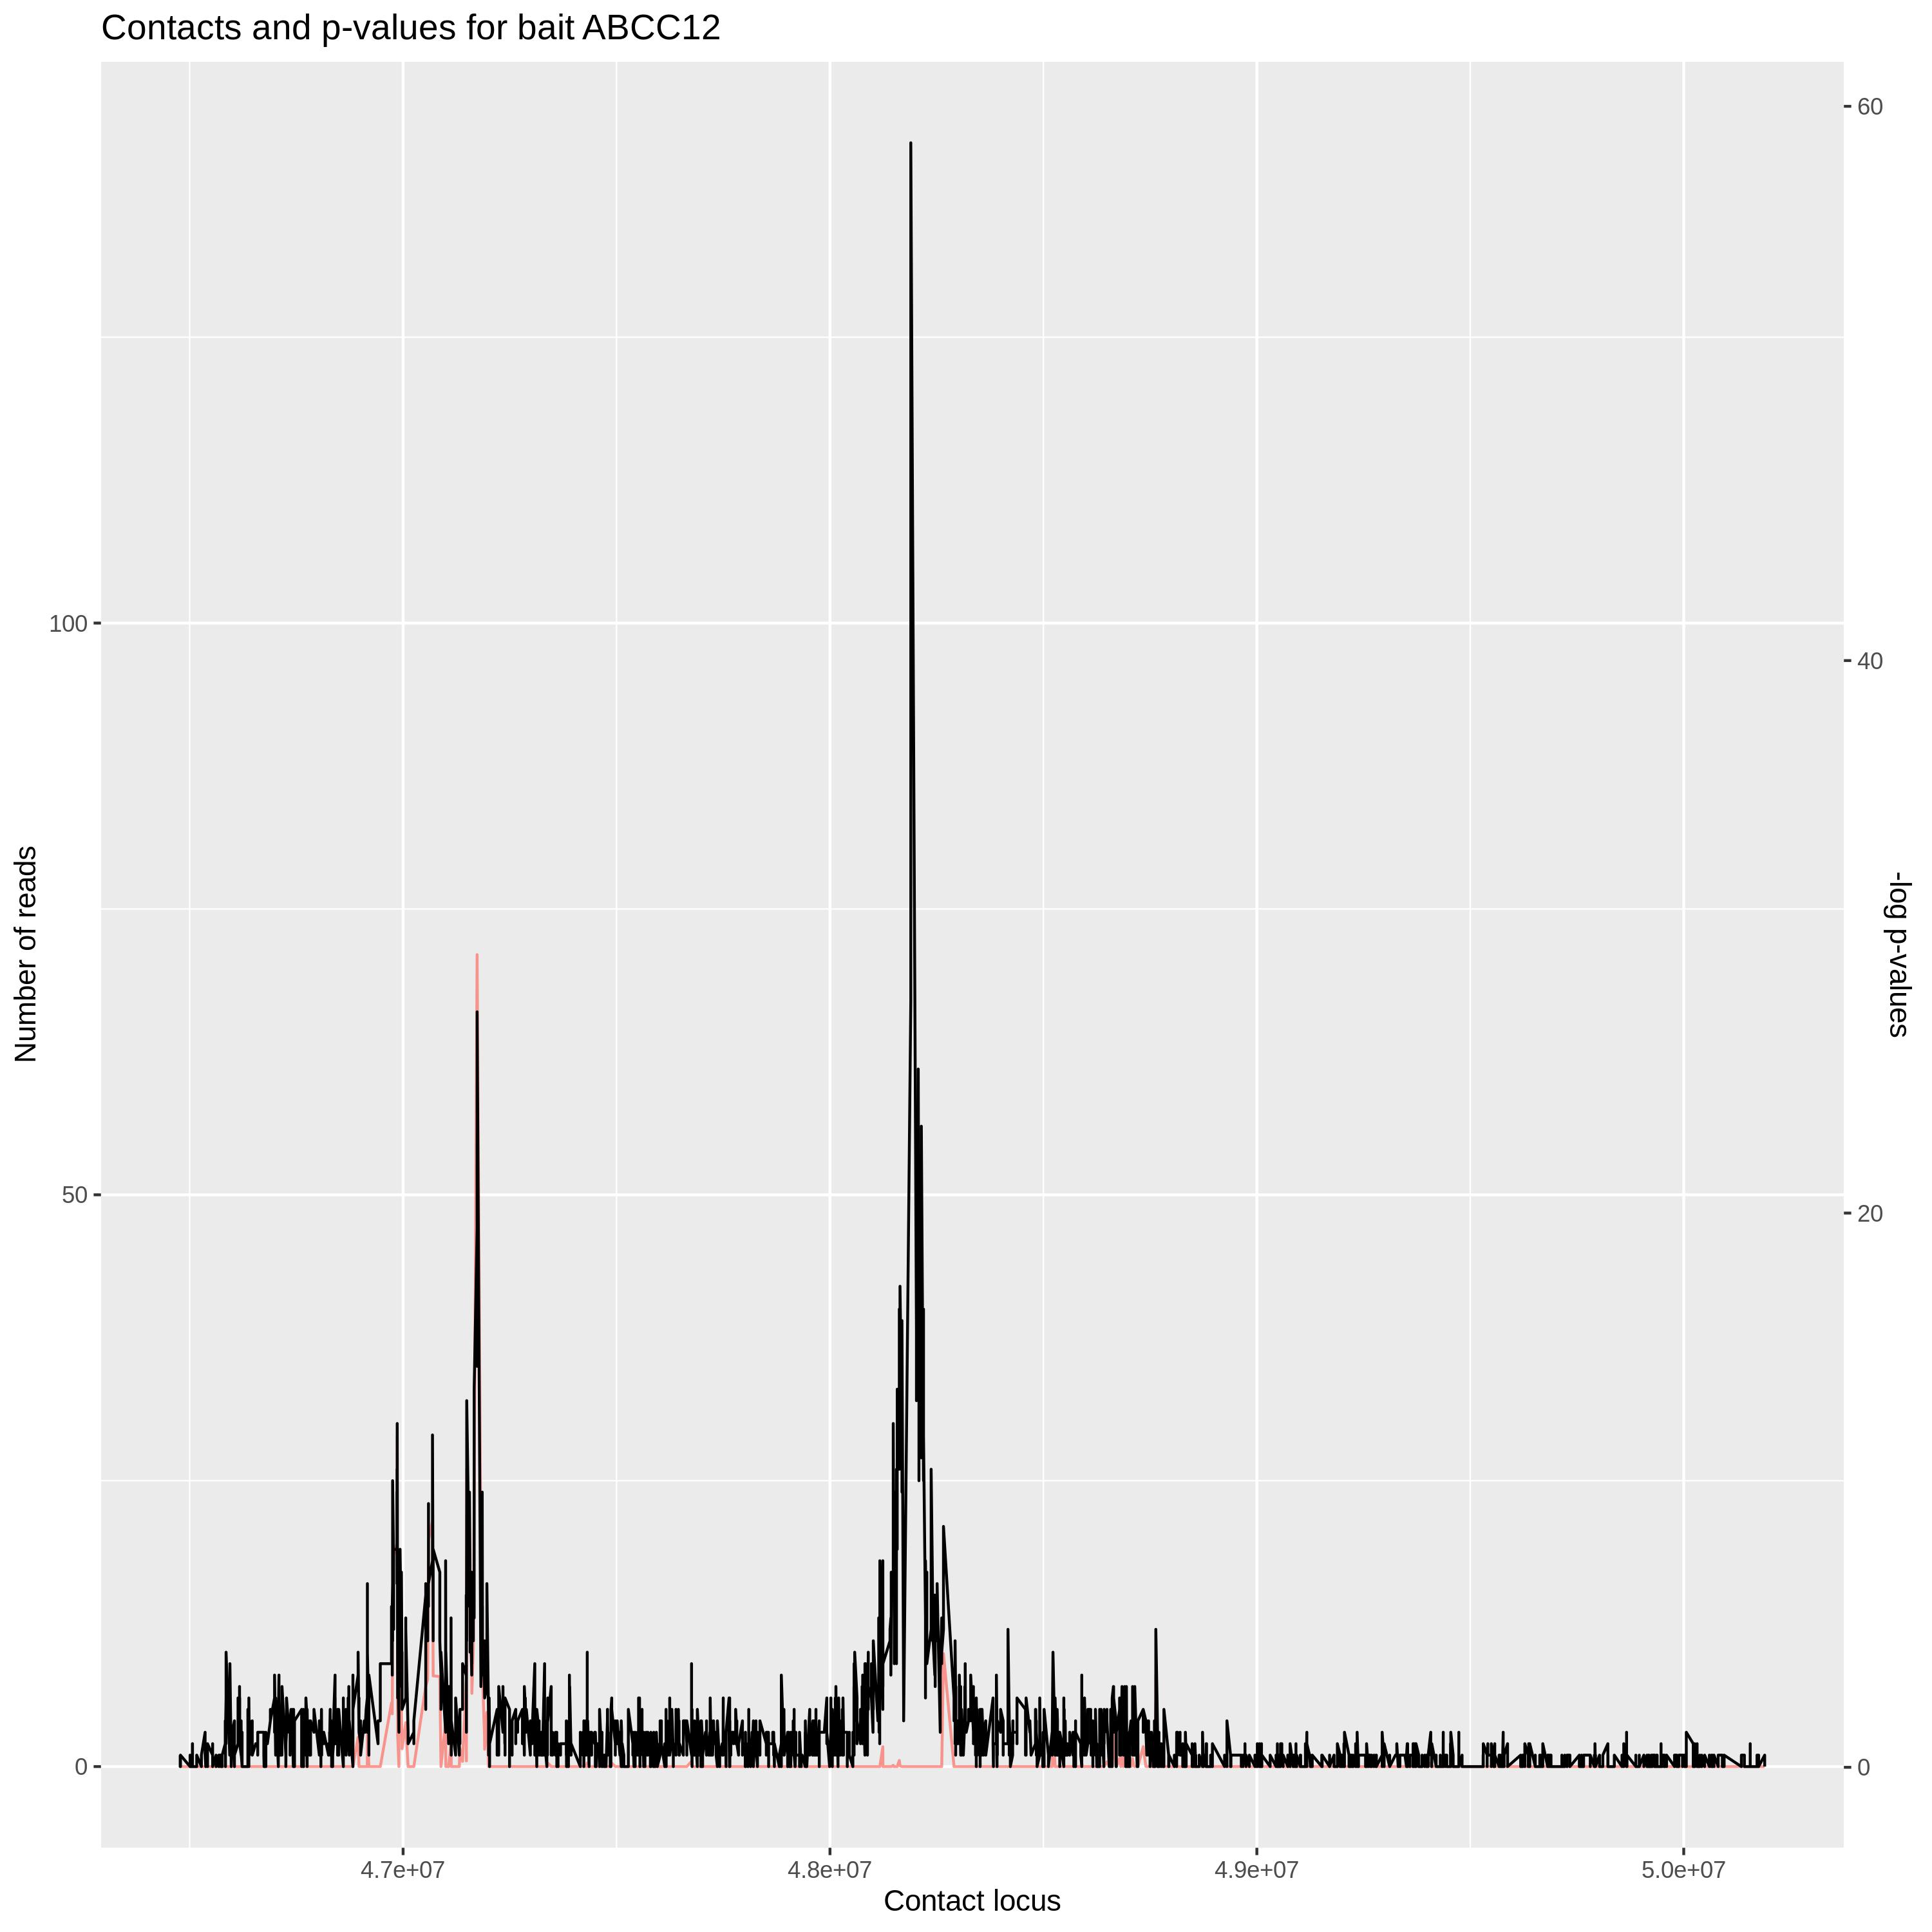 Contacts and p-values for bait ABCC12
Number of reads
100
50
0
60
40
20
0
-log p-values
4.7e+07
4.8e+07
4.9e+07
5.0e+07
Contact locus